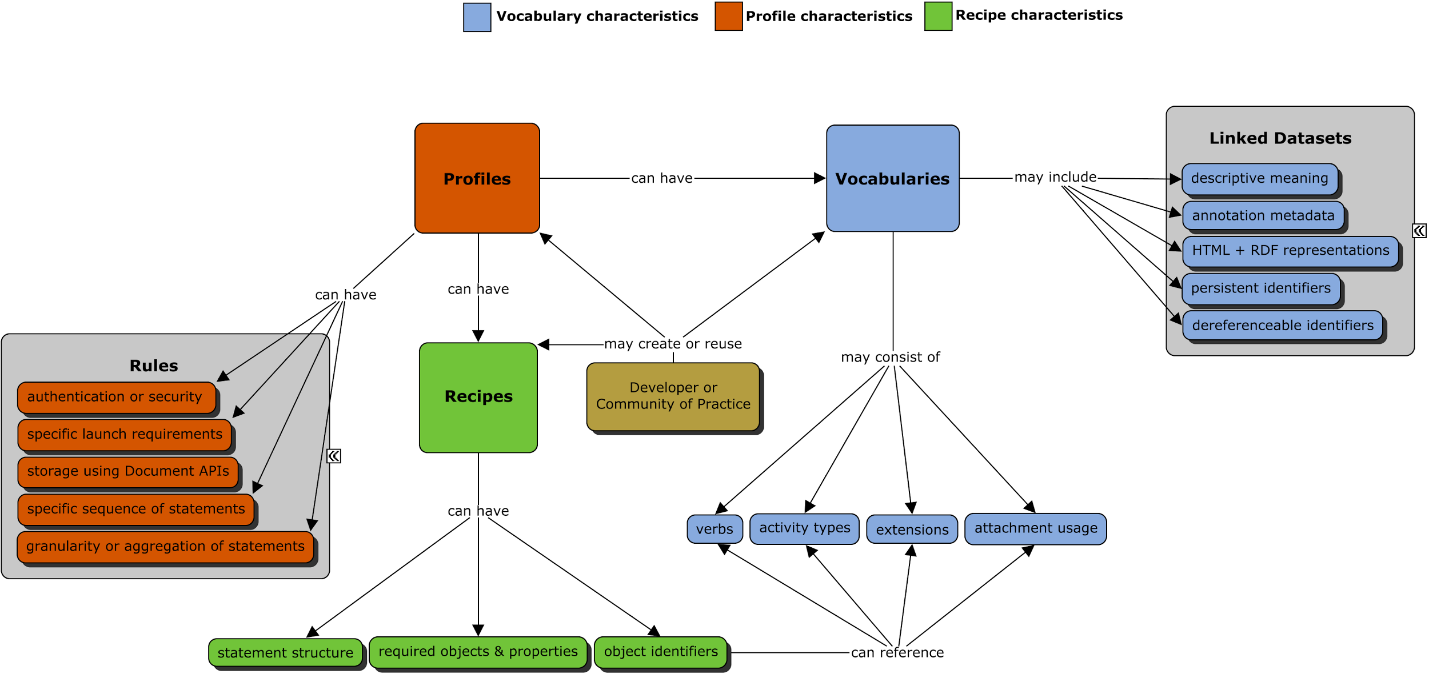 Vocabulary characteristics
Profile characteristics
Recipe characteristics
Linked Datasets
Profiles
can have
Vocabularies
may include
descriptive meaning
annotation metadata
HTML + RDF representations
persistent identifiers
dereferenceable identifiers
can have
can have
may create or reuse
Developer or
Community of Practice
may consist of
Rules
authentication or security
specific launch requirements
storage using Document APIs
specific sequence of statements
granularity or aggregation of statements
Recipes
can have
verbs
activity types
extensions
attachment usage
statement structure
required objects & properties
object identifiers
can reference